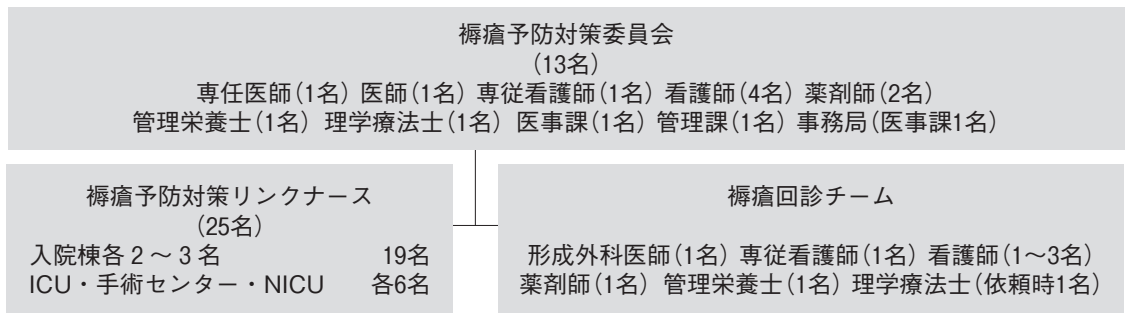 褥瘡予防対策委員会
(13名)
専任医師(1名) 医師(1名) 専従看護師(1名) 看護師(4名) 薬剤師(2名)
管理栄養士(1名) 理学療法士(1名) 医事課(1名) 管理課(1名) 事務局(医事課1名)
褥瘡予防対策リンクナース
(25名)
入院棟各2～3名 19名
ICU・手術センター・NICU 各6名
褥瘡回診チーム
形成外科医師(1名) 専従看護師(1名) 看護師(1～3名)
薬剤師(1名) 管理栄養士(1名) 理学療法士(依頼時1名)